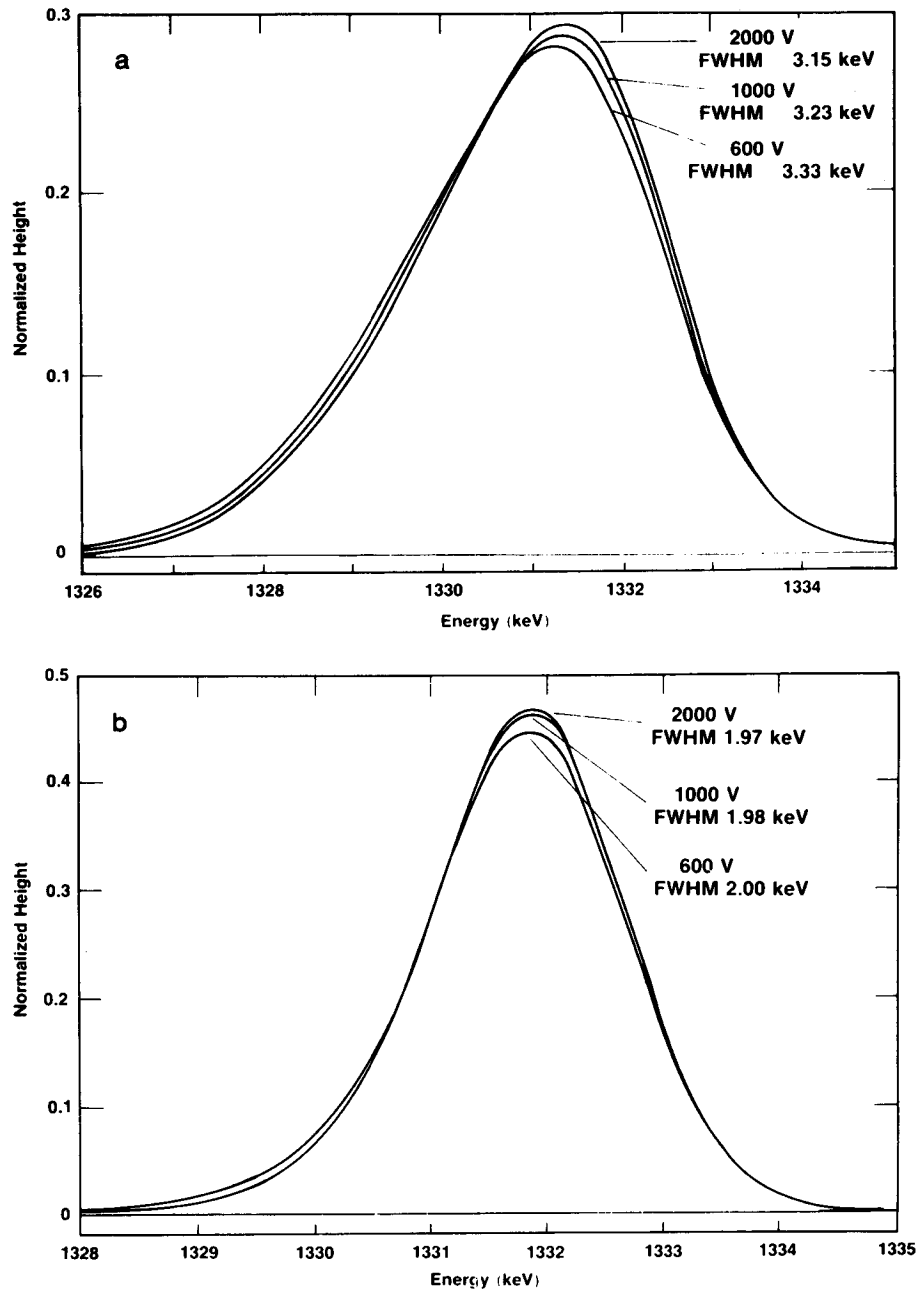 0.3
a
2000 V
FWHM 3.15 keV
1000 V
FWHM 3.23 keV
600 V
FWHM 3.33 keV
0.2
Normalized Height
0.1
0
1326
1328
1330
1332
1334
Energy (keV)
0.5
b
2000 V
FWHM 1.97 keV
0.4
1000 V
FWHM 1.98 keV
600 V
FWHM 2.00 keV
0.3
Normalized Height
0.2
0.1
0
1328
1329
1330
1331
1332
1333
1334
1335
Energy (keV)